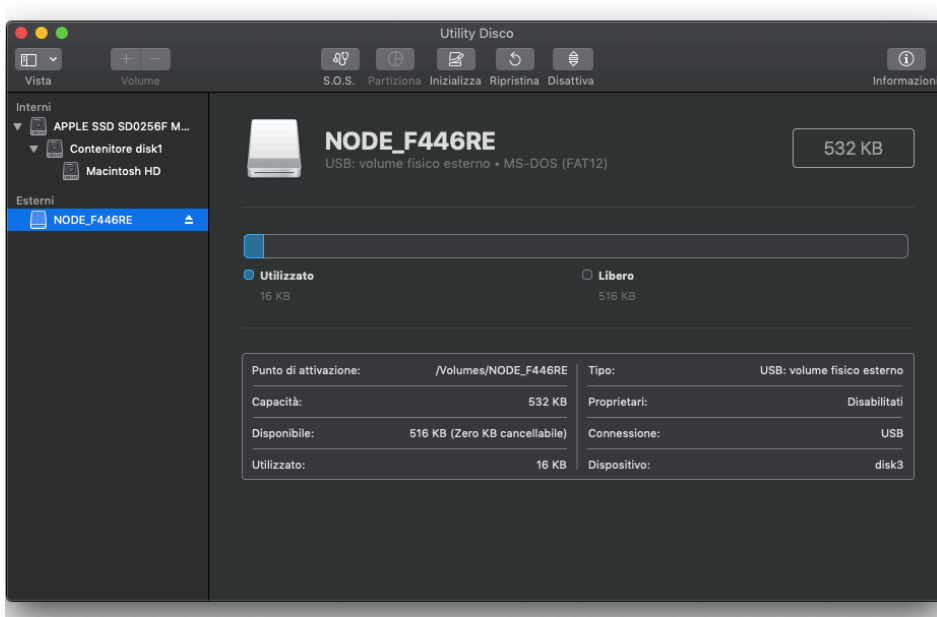 Utility Disco
Vista
Volume
S.O.S.
Partiziona
Inizializza
Ripristina
Disattiva
Informazion
Interni
APPLE SSD SD0256F M...
Contenitore disk1
Macintosh HD
Esterni
NODE_F446RE
NODE_F446RE
USB: volume fisico esterno • MS-DOS (FAT12)
532 KB
Utilizzato
16 KB
Libero
516 KB
Punto di attivazione: /Volumes/NODE_F446RE
Capacità: 532 KB
Disponibile: 516 KB (Zero KB cancellabile)
Utilizzato: 16 KB
Tipo: USB: volume fisico esterno
Proprietari: Disabilitati
Connessione: USB
Dispositivo: disk3